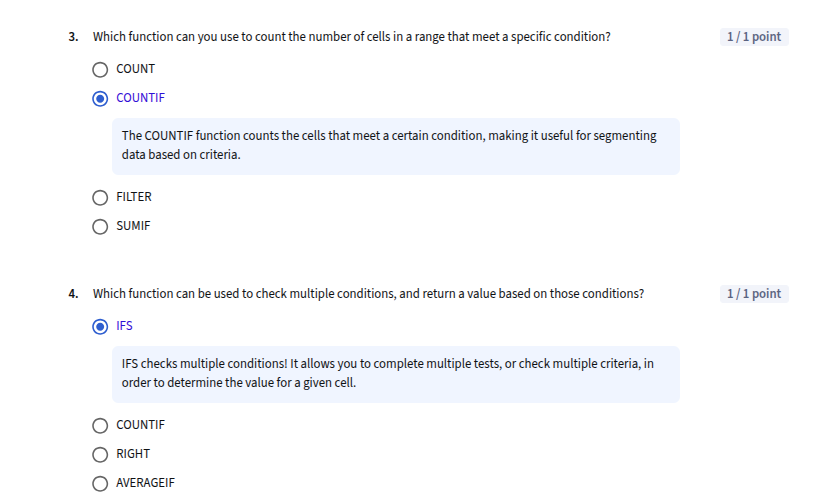 3. Which function can you use to count the number of cells in a range that meet a specific condition? 1 / 1 point
COUNT
COUNTIF
The COUNTIF function counts the cells that meet a certain condition, making it useful for segmenting
data based on criteria.
FILTER
SUMIF
4. Which function can be used to check multiple conditions, and return a value based on those conditions? 1 / 1 point
IFS
IFS checks multiple conditions! It allows you to complete multiple tests, or check multiple criteria, in
order to determine the value for a given cell.
COUNTIF
RIGHT
AVERAGEIF